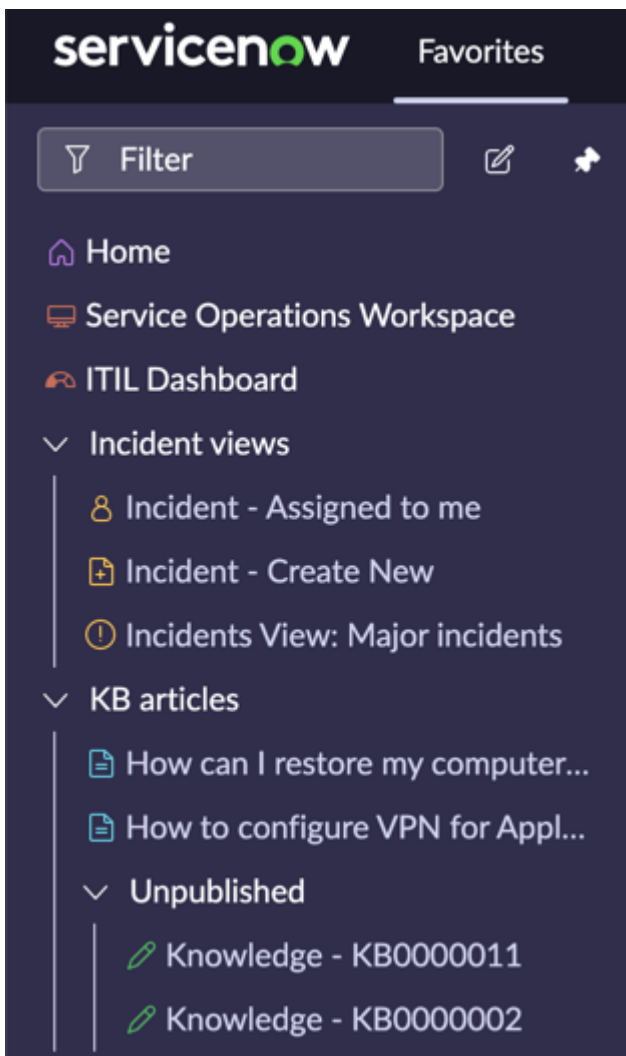 servicenow Favorites
Filter
Home
Service Operations Workspace
ITIL Dashboard
Incident views
Incident - Assigned to me
Incident - Create New
Incidents View: Major incidents
KB articles
How can I restore my computer...
How to configure VPN for Appl...
Unpublished
Knowledge - KB0000011
Knowledge - KB0000002